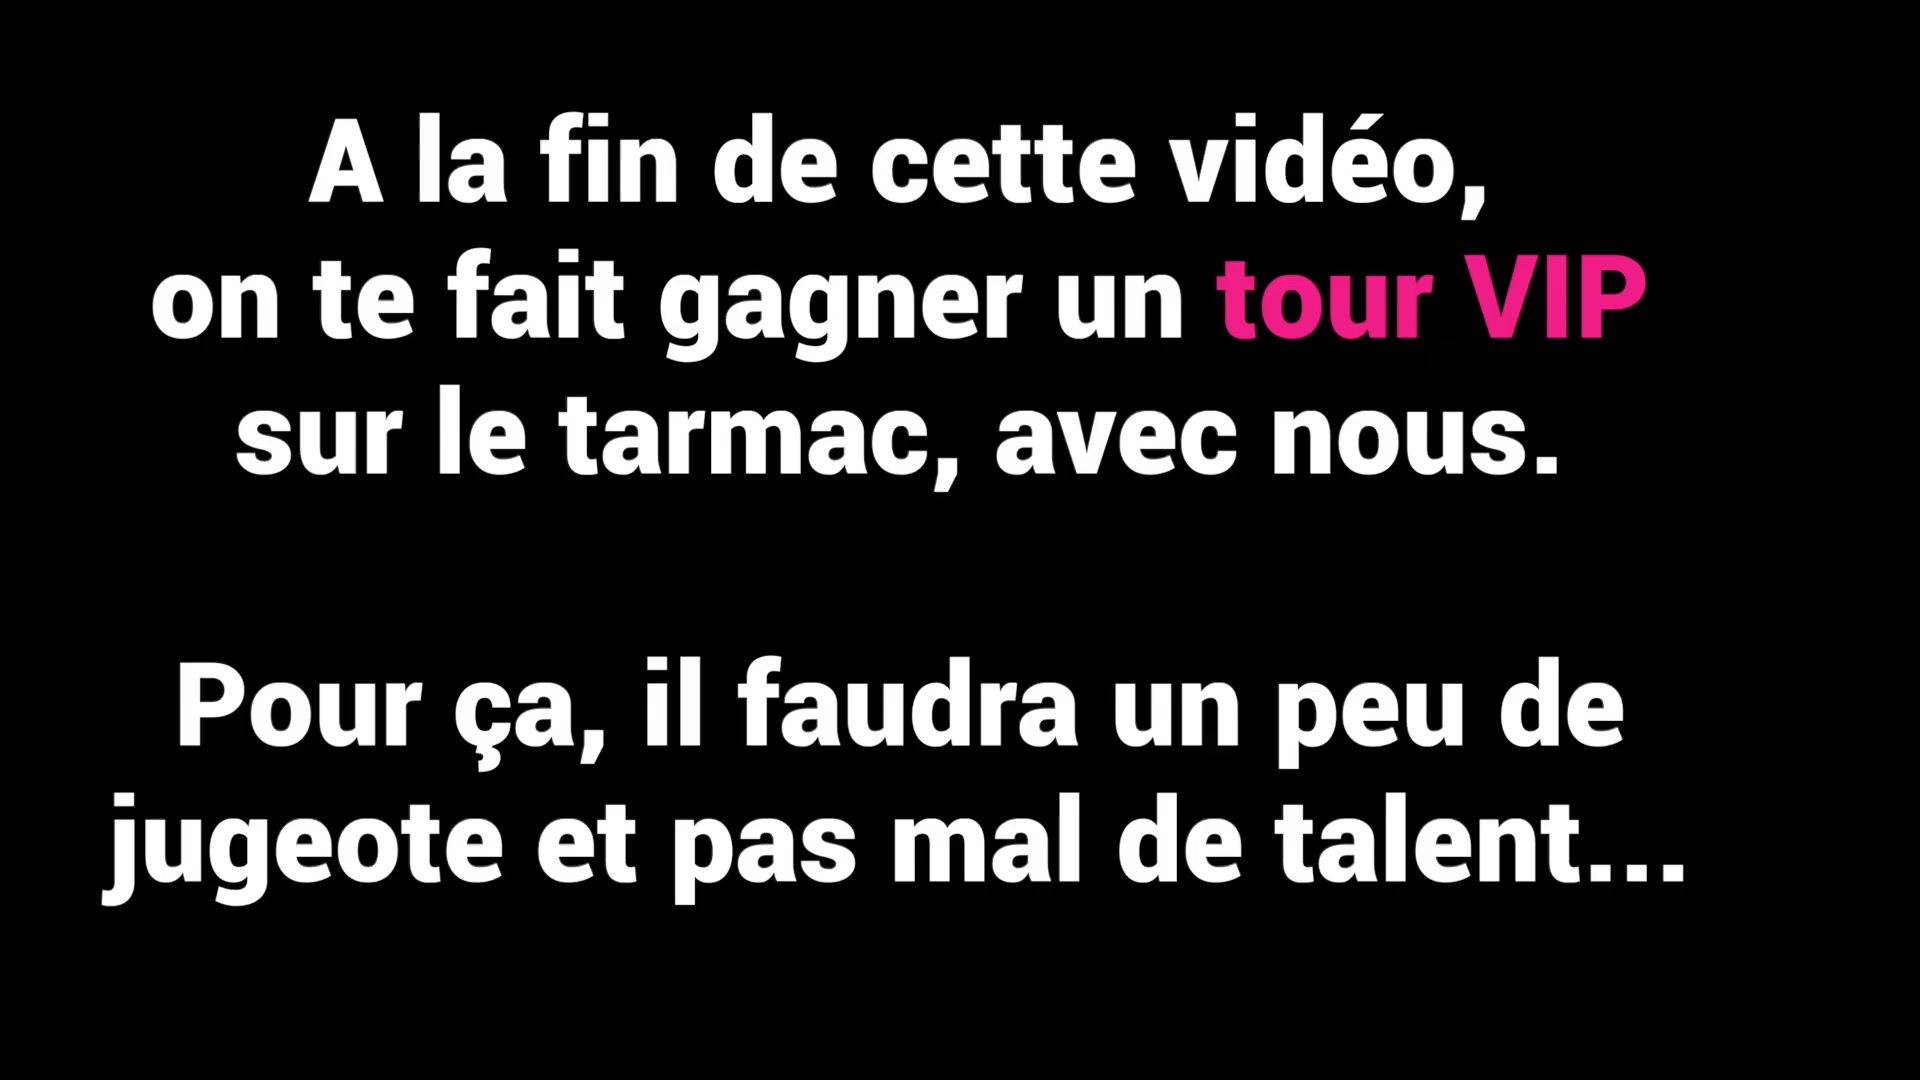 A la fin de cette vidéo,
on te fait gagner un tour VIP
sur le tarmac, avec nous.
Pour ça, il faudra un peu de
jugeote et pas mal de talent...